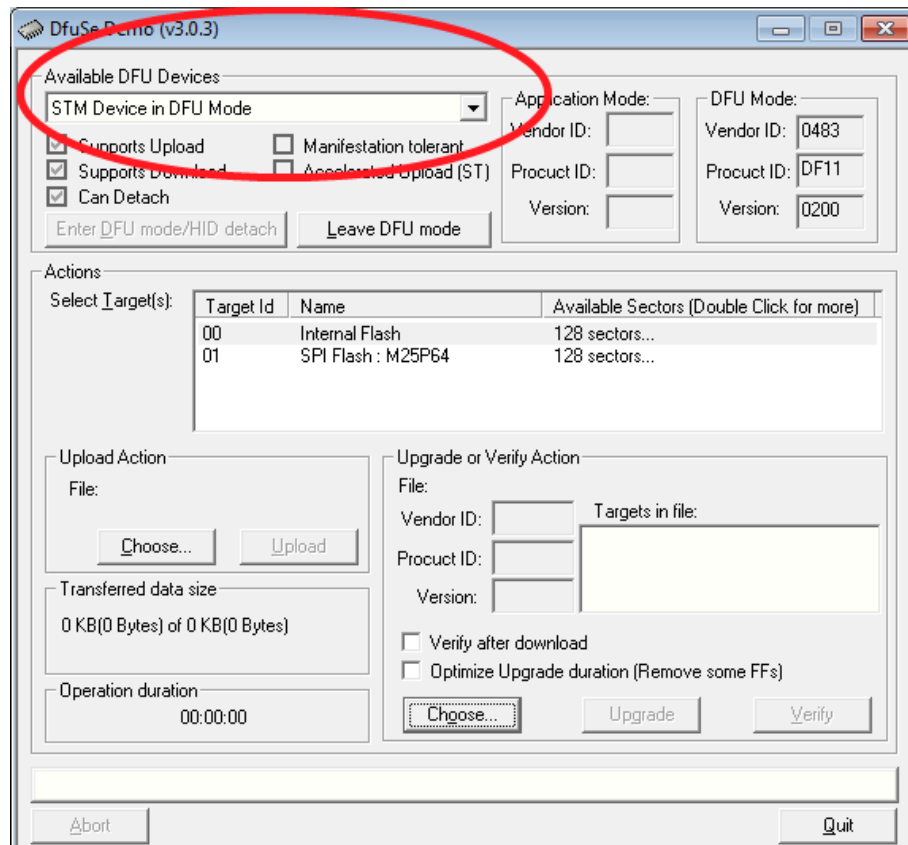 DfuSe Demo (v3.0.3)
Available DFU Devices
STM Device in DFU Mode
Supports Upload
Manifestation tolerant
Supports Download
Accelerated Upload (ST)
Can Detach
Enter DFU mode/HID detach
Leave DFU mode
Application Mode:
Vendor ID:
Procuct ID:
Version:
DFU Mode:
Vendor ID: 0483
Procuct ID: DF11
Version: 0200
Actions
Select Target(s):
Target Id Name Available Sectors (Double Click for more)
00 Internal Flash 128 sectors...
01 SPI Flash : M25P64 128 sectors...
Upload Action
File:
Choose... Upload
Transferred data size
0 KB(0 Bytes) of 0 KB(0 Bytes)
Operation duration
00:00:00
Upgrade or Verify Action
File:
Vendor ID:
Procuct ID:
Version:
Targets in file:
Verify after download
Optimize Upgrade duration (Remove some FFs)
Choose... Upgrade Verify
Abort Quit